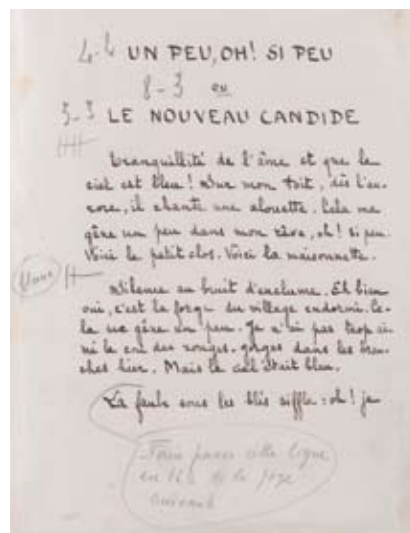 4-4 UN PEU, OH! SI PEU
8-3 ou
3-3 LE NOUVEAU CANDIDE
Tranquillité de l'âme et que le
ciel est bleu! Sur mon toit, dès l'au-
rore, il chante une alouette. Cela me
gêne un peu dans mon rêve, oh! si peu.
Voici le petit clos. Voici la maisonnette.
Silence au bruit d'enclume. Eh bien
oui, c'est la forge du village endormi. Ce-
la me gêne un peu. Je n'ai pas trop ai-
mé le cri des rouges-gorges dans les bran-
ches hier. Mais le ciel était bleu.
La faulx sous les blés siffle : oh! je
Faire passer cette ligne
en tête de la page
suivante